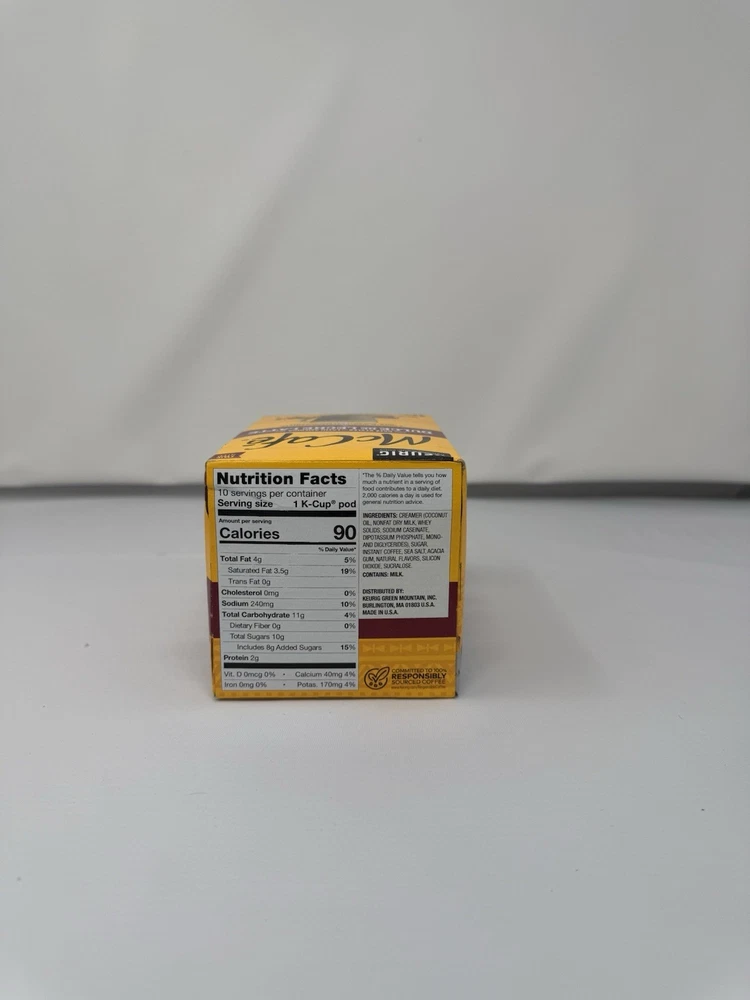 McCafé
DULCE DE LECHE LATTE
KEURIG
Nutrition Facts
10 servings per container
Serving size 1 K-Cup® pod
Amount per serving
Calories 90
% Daily Value*
Total Fat 4g 5%
Saturated Fat 3.5g 19%
Trans Fat 0g
Cholesterol 0mg 0%
Sodium 240mg 10%
Total Carbohydrate 11g 4%
Dietary Fiber 0g 0%
Total Sugars 10g
Includes 8g Added Sugars 15%
Protein 2g
Vit. D 0mcg 0% • Calcium 40mg 4%
Iron 0mg 0% • Potas. 170mg 4%
*The % Daily Value tells you how
much a nutrient in a serving of
food contributes to a daily diet.
2,000 calories a day is used for
general nutrition advice.
INGREDIENTS: CREAMER (COCONUT
OIL, NONFAT DRY MILK, WHEY
SOLIDS, SODIUM CASEINATE,
DIPOTASSIUM PHOSPHATE, MONO-
AND DIGLYCERIDES), SUGAR,
INSTANT COFFEE, SEA SALT, ACACIA
GUM, NATURAL FLAVORS, SILICON
DIOXIDE, SUCRALOSE.
CONTAINS: MILK.
DISTRIBUTED BY:
KEURIG GREEN MOUNTAIN, INC.
BURLINGTON, MA 01803 U.S.A.
MADE IN U.S.A.
COMMITTED TO 100%
RESPONSIBLY
SOURCED COFFEE